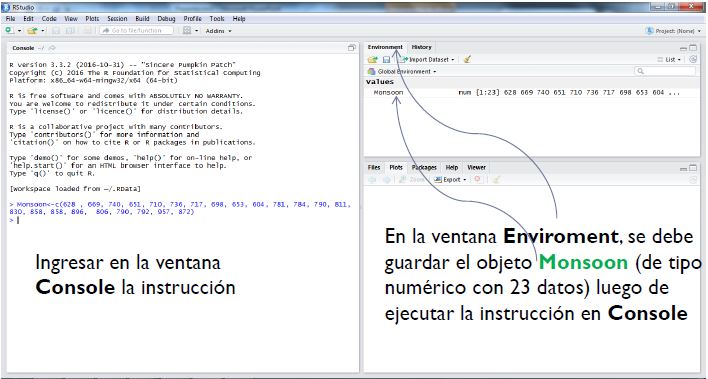 RStudio
File Edit Code View Plots Session Build Debug Profile Tools Help
Go to file/function Addins
Project: (None)
Console ~/
R version 3.3.2 (2016-10-31) -- "Sincere Pumpkin Patch"
Copyright (C) 2016 The R Foundation for Statistical Computing
Platform: x86_64-w64-mingw32/x64 (64-bit)
R is free software and comes with ABSOLUTELY NO WARRANTY.
You are welcome to redistribute it under certain conditions.
Type 'license()' or 'licence()' for distribution details.
R is a collaborative project with many contributors.
Type 'contributors()' for more information and
'citation()' on how to cite R or R packages in publications.
Type 'demo()' for some demos, 'help()' for on-line help, or
'help.start()' for an HTML browser interface to help.
Type 'q()' to quit R.
[Workspace loaded from ~/.RData]
> Monsoon<-c(628 , 669, 740, 651, 710, 736, 717, 698, 653, 604, 781, 784, 790, 811,
830, 858, 858, 896, 806, 790, 792, 957, 872)
>
Ingresar en la ventana
Console la instrucción
Environment History
Import Dataset List
Global Environment
values
Monsoon num [1:23] 628 669 740 651 710 736 717 698 653 604 ...
Files Plots Packages Help Viewer
Zoom Export
En la ventana Enviroment, se debe
guardar el objeto Monsoon (de tipo
numérico con 23 datos) luego de
ejecutar la instrucción en Console